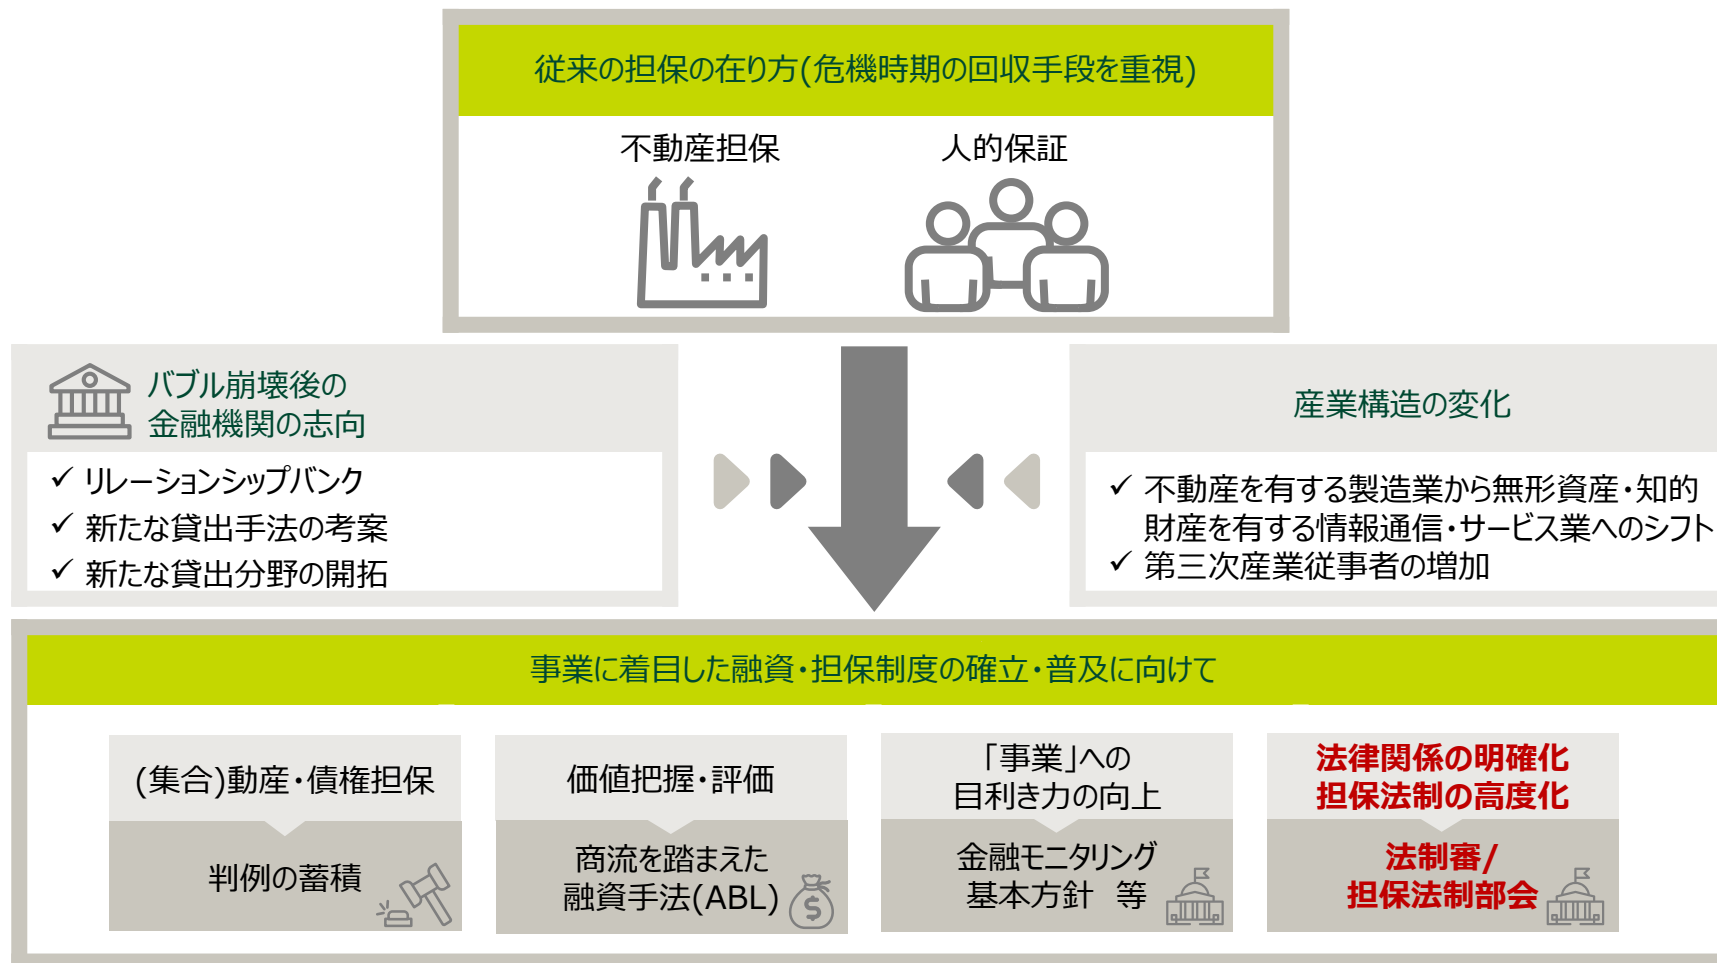 従来の担保の在り方(危機時期の回収手段を重視)
不動産担保
人的保証
バブル崩壊後の
金融機関の志向
✓ リレーションシップバンク
✓ 新たな貸出手法の考案
✓ 新たな貸出分野の開拓
産業構造の変化
✓ 不動産を有する製造業から無形資産・知的
財産を有する情報通信・サービス業へのシフト
✓ 第三次産業従事者の増加
事業に着目した融資・担保制度の確立・普及に向けて
(集合)動産・債権担保
判例の蓄積
価値把握・評価
商流を踏まえた
融資手法(ABL)
「事業」への
目利き力の向上
金融モニタリング
基本方針 等
法律関係の明確化
担保法制の高度化
法制審/
担保法制部会